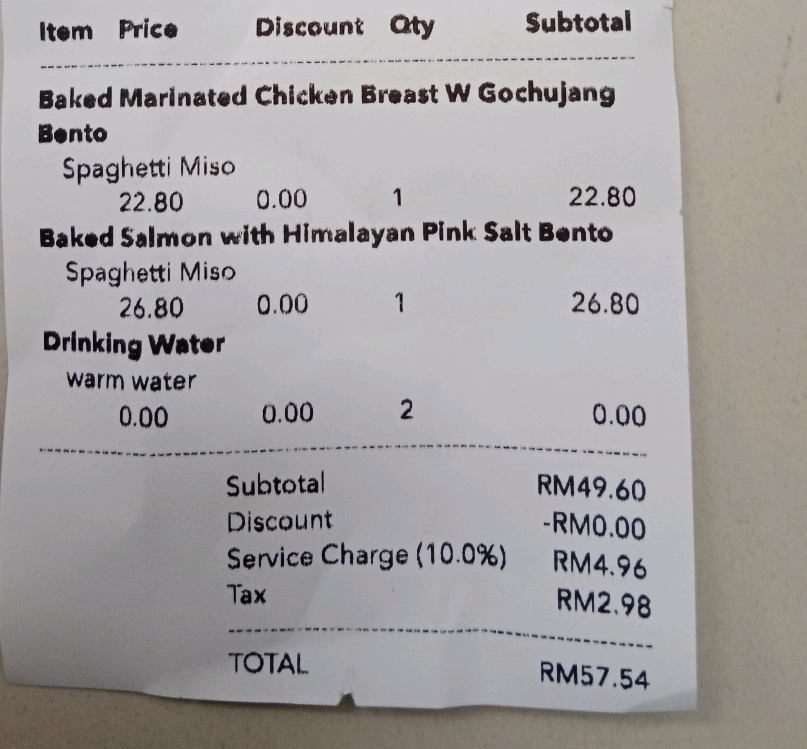 Item Price Discount Qty Subtotal
Baked Marinated Chicken Breast W Gochujang
Bento
Spaghetti Miso
22.80 0.00 1 22.80
Baked Salmon with Himalayan Pink Salt Bento
Spaghetti Miso
26.80 0.00 1 26.80
Drinking Water
warm water
0.00 0.00 2 0.00
Subtotal RM49.60
Discount -RM0.00
Service Charge (10.0%) RM4.96
Tax RM2.98
TOTAL RM57.54